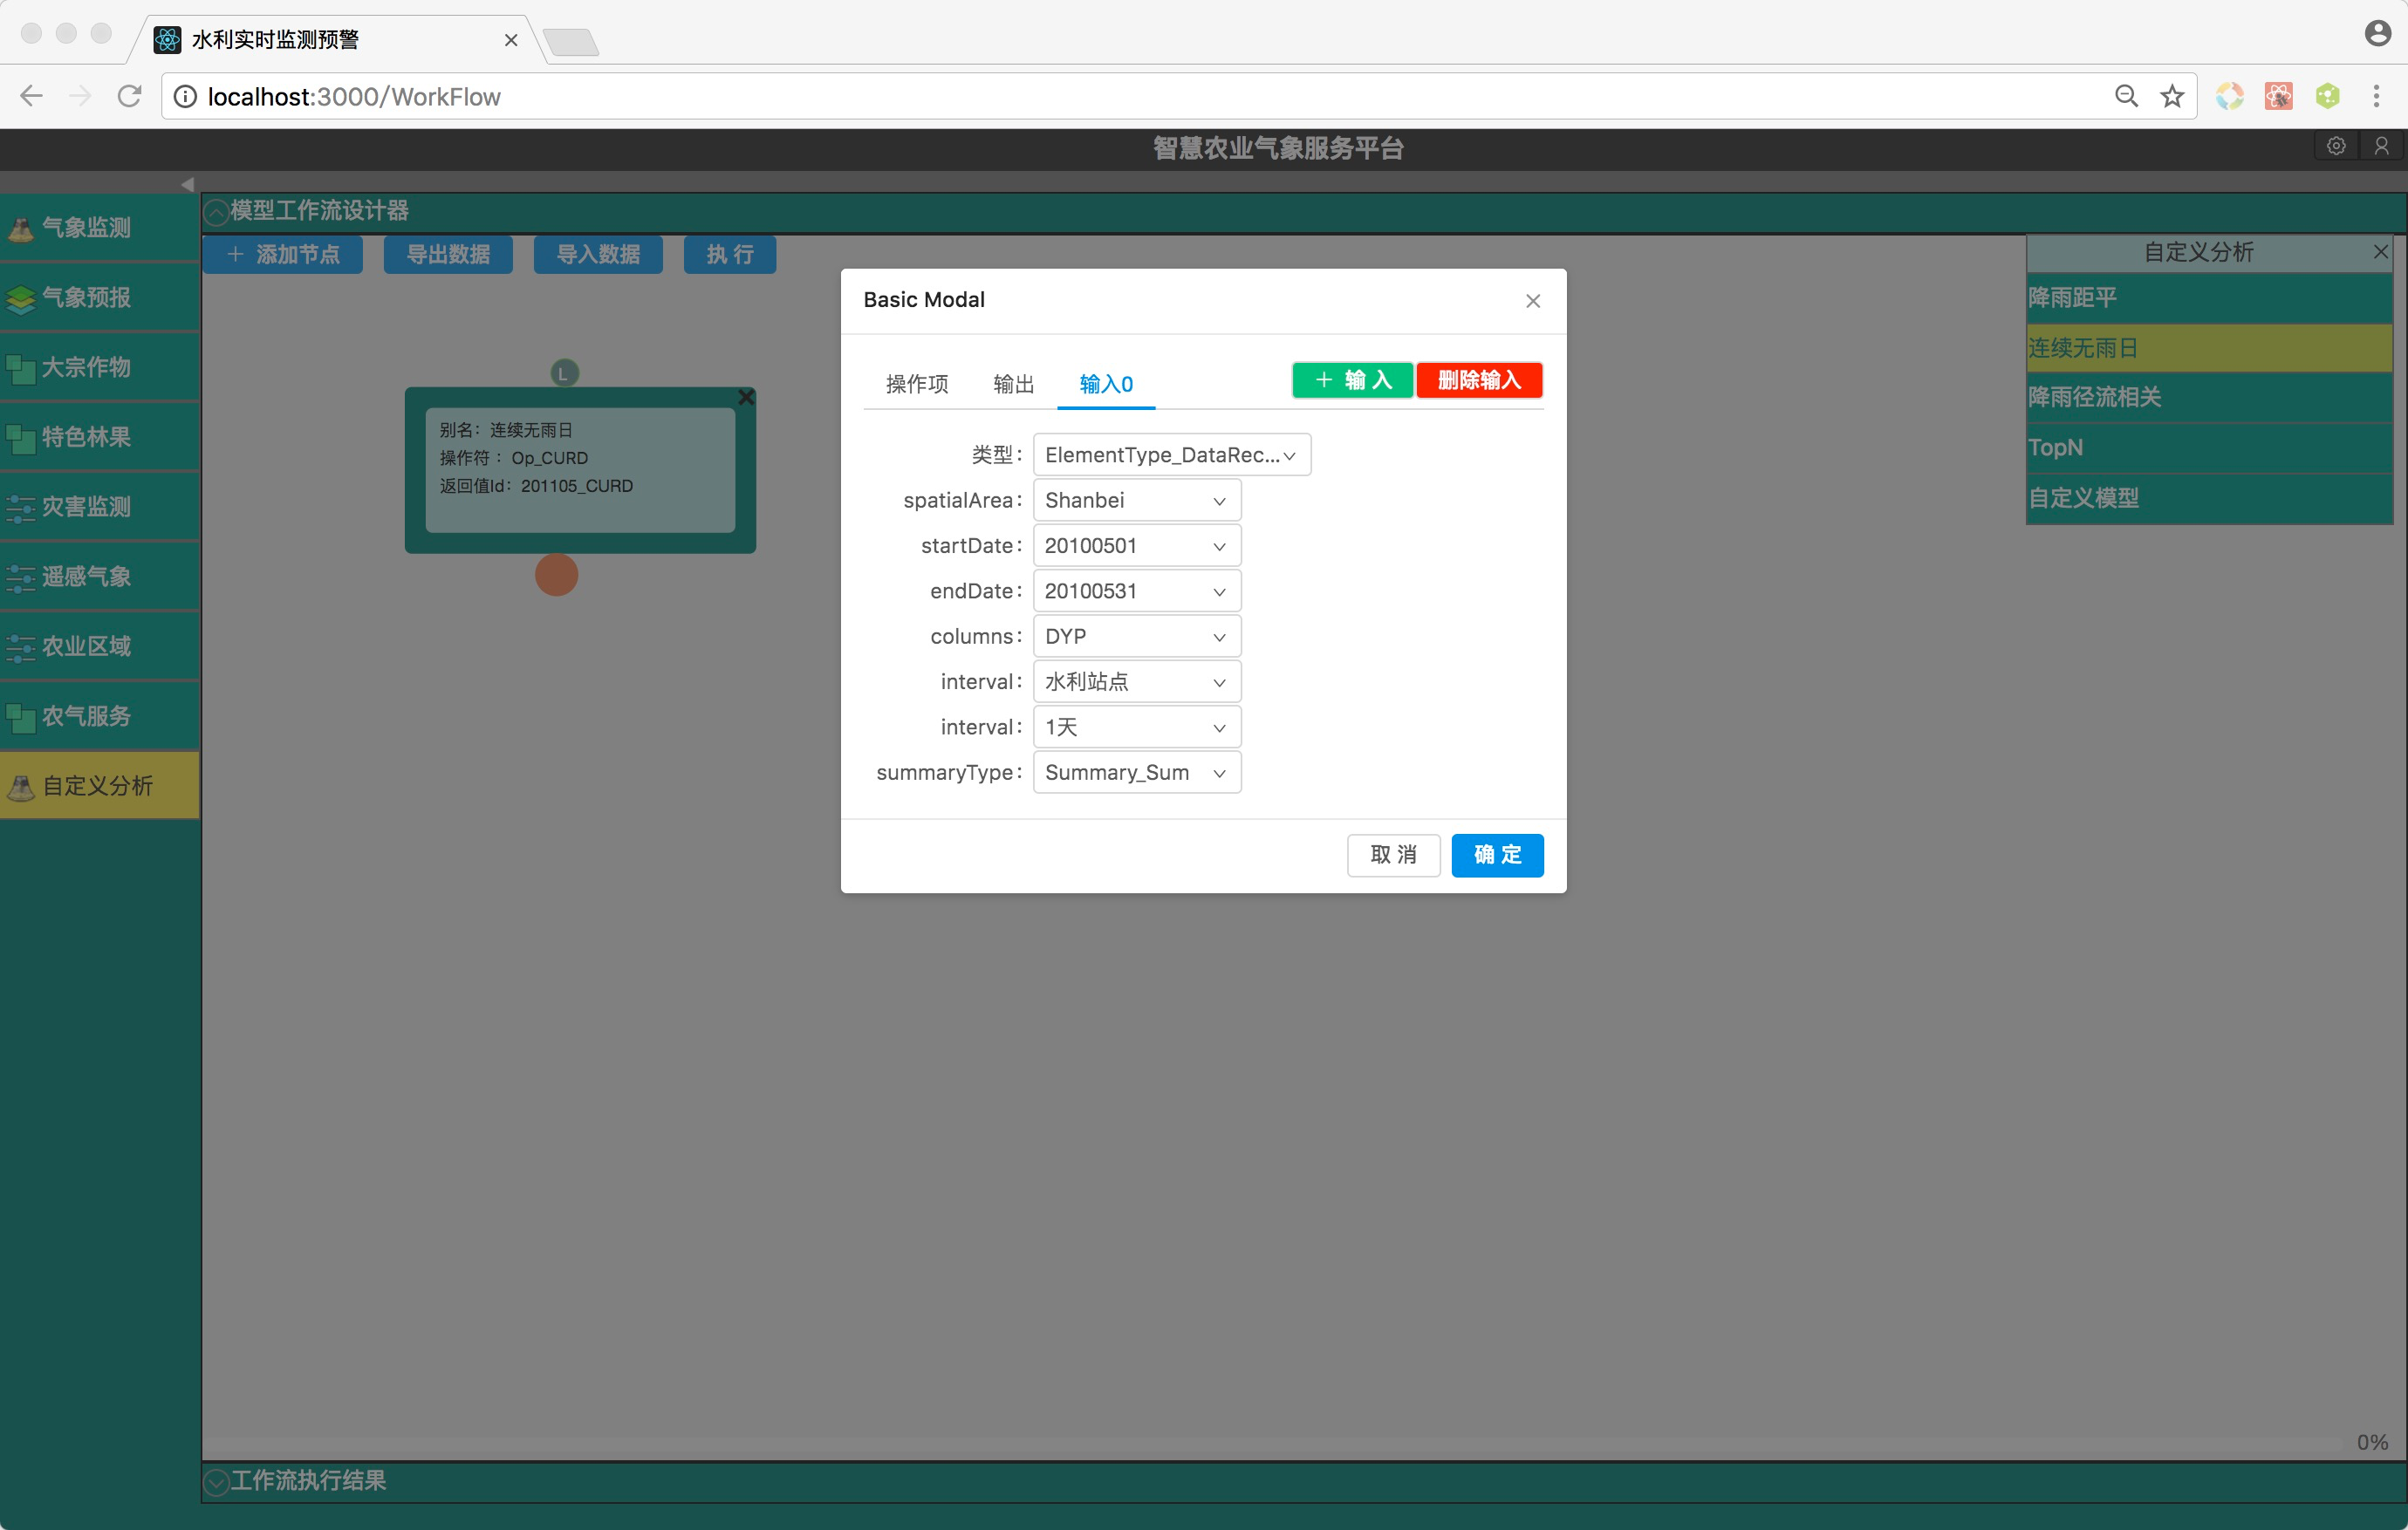 水利实时监测预警
localhost:3000/WorkFlow
智慧农业气象服务平台
气象监测
气象预报
大宗作物
特色林果
灾害监测
遥感气象
农业区域
农气服务
自定义分析
模型工作流设计器
添加节点
导出数据
导入数据
执 行
L
别名：连续无雨日
操作符： Op_CURD
返回值Id：201105_CURD
Basic Modal
操作项
输出
输入0
输 入
删除输入
类型：
ElementType_DataRec...
spatialArea：
Shanbei
startDate：
20100501
endDate：
20100531
columns：
DYP
interval：
水利站点
interval：
1天
summaryType：
Summary_Sum
取 消
确 定
自定义分析
降雨距平
连续无雨日
降雨径流相关
TopN
自定义模型
0%
工作流执行结果